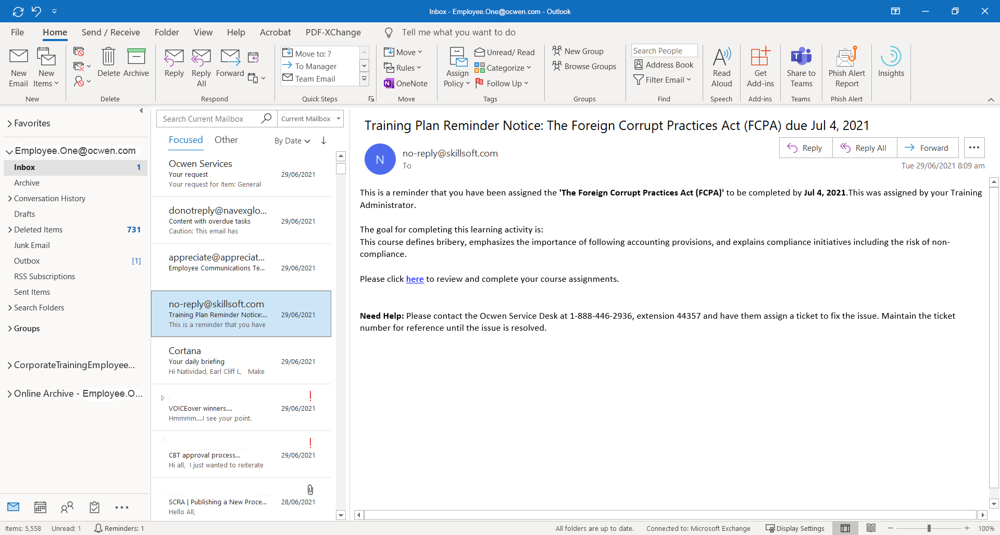 Inbox - Employee.One@ocwen.com - Outlook
File Home Send / Receive Folder View Help Acrobat PDF-XChange Tell me what you want to do
New Email
New Items
New
Delete
Archive
Delete
Reply
Reply All
Forward
Respond
Move to: ?
To Manager
Team Email
Quick Steps
Move
Rules
OneNote
Move
Assign Policy
Unread/ Read
Categorize
Follow Up
Tags
New Group
Browse Groups
Groups
Search People
Address Book
Filter Email
Find
Read Aloud
Speech
Get Add-ins
Add-ins
Share to Teams
Teams
Phish Alert Report
Phish Alert
Insights
Favorites
Employee.One@ocwen.com
Inbox 1
Archive
Conversation History
Drafts
Deleted Items 731
Junk Email
Outbox [1]
RSS Subscriptions
Sent Items
Search Folders
Groups
CorporateTrainingEmployee...
Online Archive - Employee.O...
Search Current Mailbox
Current Mailbox
Focused Other By Date
Ocwen Services
Your request 29/06/2021
Your request for Item: General
donotreply@navexglo...
Content with overdue tasks 29/06/2021
Caution: This email has
appreciate@appreciat...
Employee Communications Te... 29/06/2021
no-reply@skillsoft.com
Training Plan Reminder Notice:... 29/06/2021
This is a reminder that you have
Cortana
Your daily briefing 29/06/2021
Hi Natividad, Earl Cliff L, Make
VOICEover winners.... 29/06/2021
Hmmmm....I see your point.
CBT approval process... 29/06/2021
Hi all, I just wanted to reiterate
SCRA | Publishing a New Proce... 28/06/2021
Hello All,
Training Plan Reminder Notice: The Foreign Corrupt Practices Act (FCPA) due Jul 4, 2021
N
no-reply@skillsoft.com
To
Reply
Reply All
Forward
Tue 29/06/2021 8:09 am
This is a reminder that you have been assigned the 'The Foreign Corrupt Practices Act (FCPA)' to be completed by Jul 4, 2021.This was assigned by your Training
Administrator.
The goal for completing this learning activity is:
This course defines bribery, emphasizes the importance of following accounting provisions, and explains compliance initiatives including the risk of non-
compliance.
Please click here to review and complete your course assignments.
Need Help: Please contact the Ocwen Service Desk at 1-888-446-2936, extension 44357 and have them assign a ticket to fix the issue. Maintain the ticket
number for reference until the issue is resolved.
Items: 5,558 Unread: 1 Reminders: 1 All folders are up to date. Connected to: Microsoft Exchange Display Settings 100%